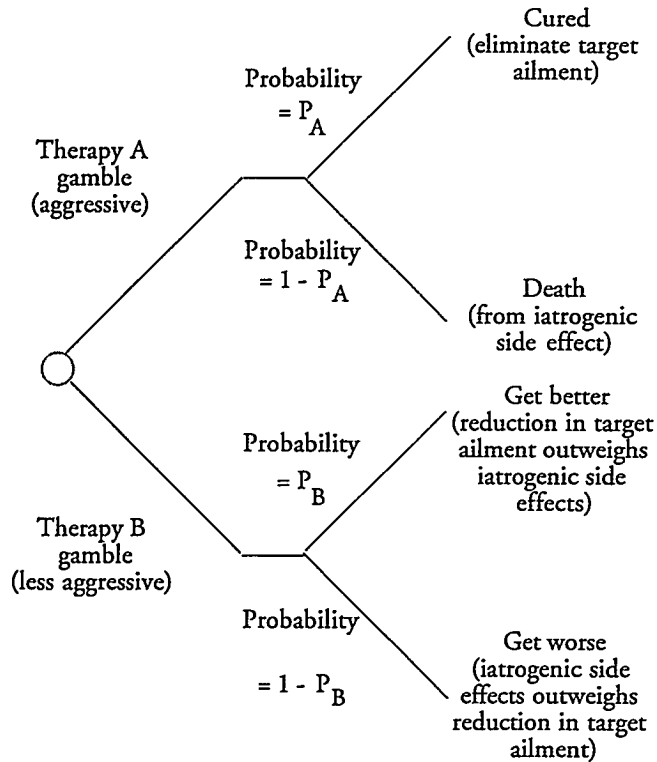 Cured
(eliminate target
ailment)
Probability
= P_A
Therapy A
gamble
(aggressive)
Probability
= 1 - P_A
Death
(from iatrogenic
side effect)
Get better
(reduction in target
ailment outweighs
iatrogenic side
effects)
Probability
= P_B
Therapy B
gamble
(less aggressive)
Probability
= 1 - P_B
Get worse
(iatrogenic side
effects outweighs
reduction in target
ailment)